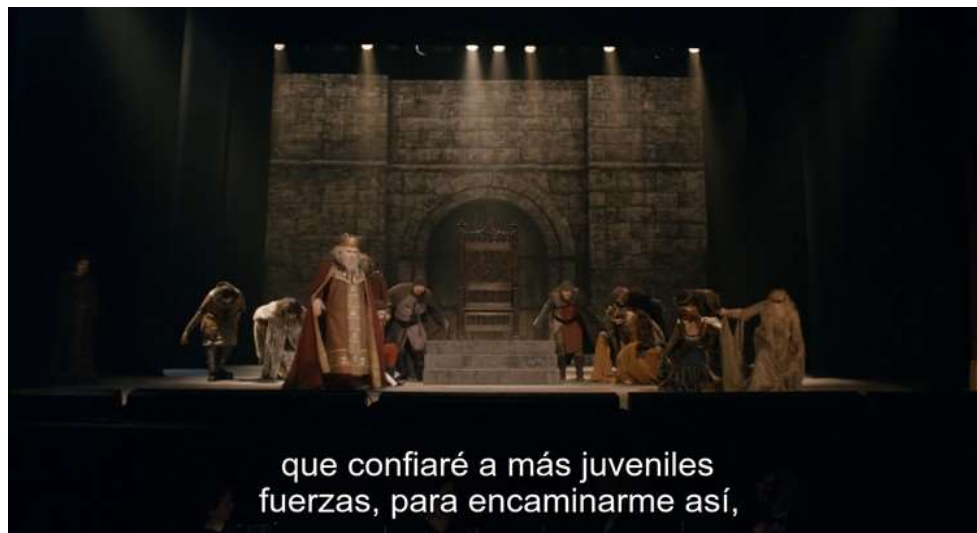 que confiaré a más juveniles
fuerzas, para encaminarme así,